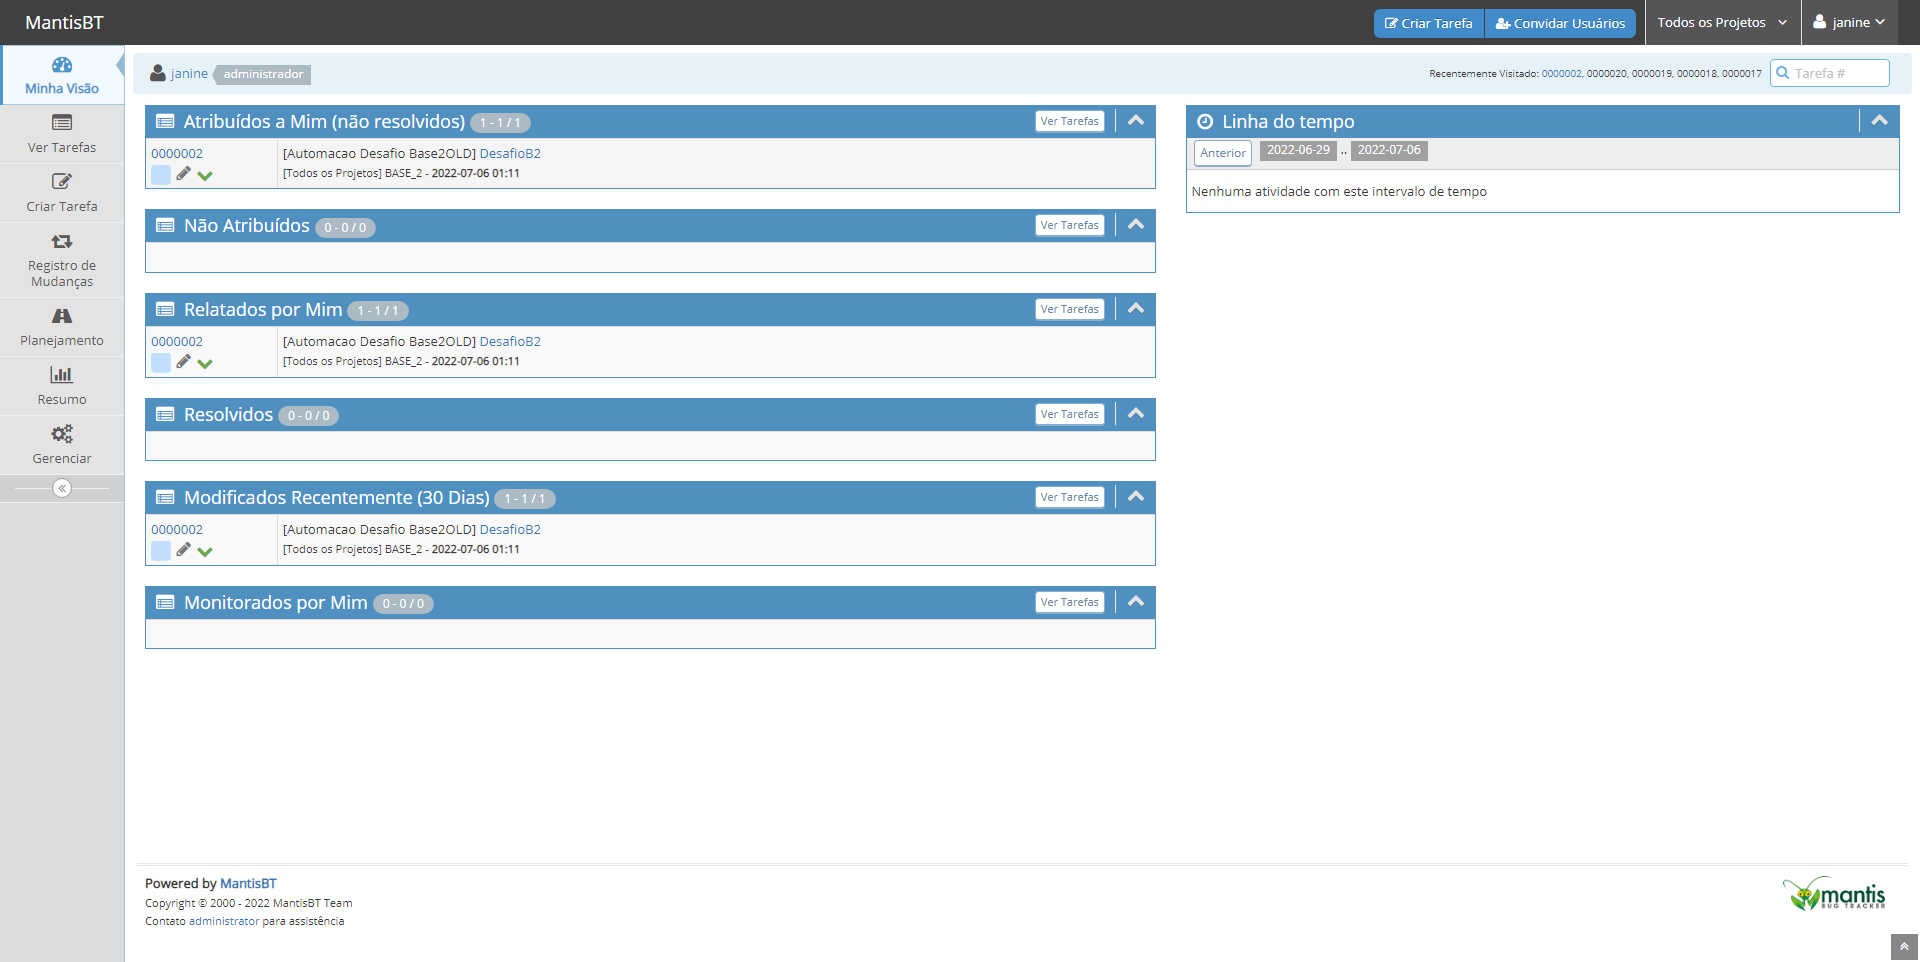 MantisBT
Criar Tarefa
Convidar Usuários
Todos os Projetos
janine
Minha Visão
Ver Tarefas
Criar Tarefa
Registro de
Mudanças
Planejamento
Resumo
Gerenciar
janine
administrador
Recentemente Visitado: 0000002, 0000020, 0000019, 0000018, 0000017
Tarefa #
Atribuídos a Mim (não resolvidos) 1 - 1 / 1
Ver Tarefas
0000002
[Automacao Desafio Base2OLD] DesafioB2
[Todos os Projetos] BASE_2 - 2022-07-06 01:11
Não Atribuídos 0 - 0 / 0
Ver Tarefas
Relatados por Mim 1 - 1 / 1
Ver Tarefas
0000002
[Automacao Desafio Base2OLD] DesafioB2
[Todos os Projetos] BASE_2 - 2022-07-06 01:11
Resolvidos 0 - 0 / 0
Ver Tarefas
Modificados Recentemente (30 Dias) 1 - 1 / 1
Ver Tarefas
0000002
[Automacao Desafio Base2OLD] DesafioB2
[Todos os Projetos] BASE_2 - 2022-07-06 01:11
Monitorados por Mim 0 - 0 / 0
Ver Tarefas
Linha do tempo
Anterior 2022-06-29 .. 2022-07-06
Nenhuma atividade com este intervalo de tempo
Powered by MantisBT
Copyright © 2000 - 2022 MantisBT Team
Contato administrator para assistência
mantis
BUG TRACKER